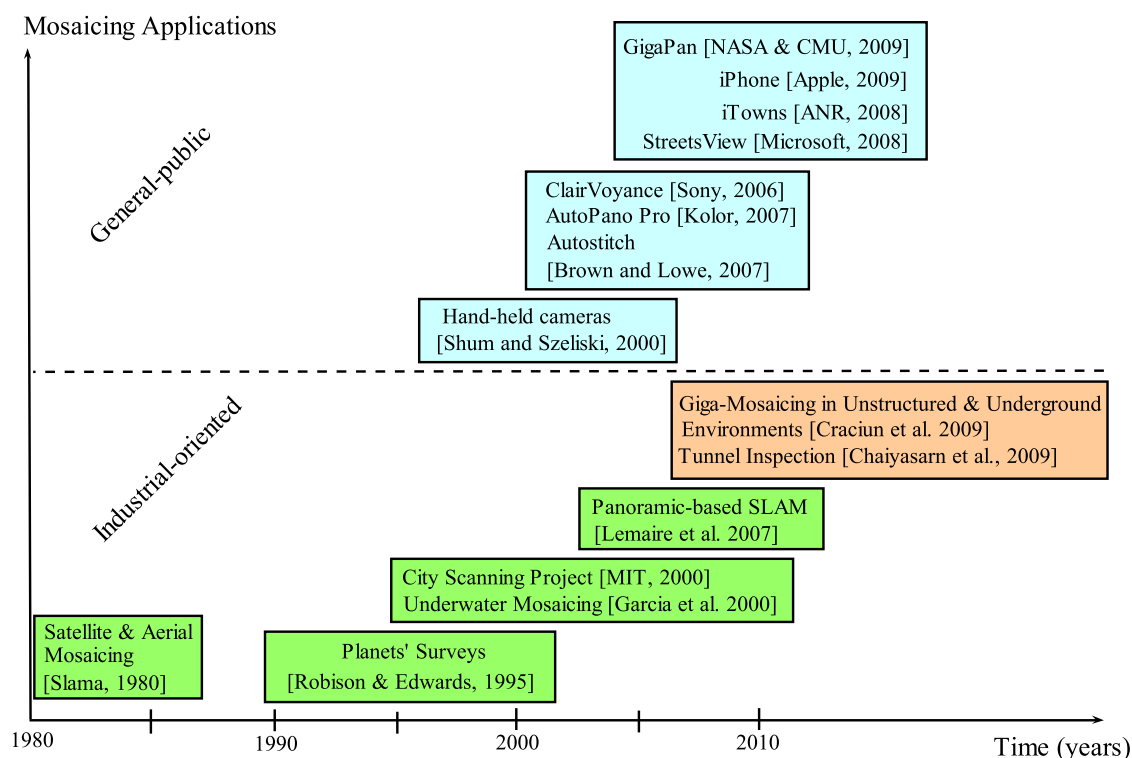 Mosaicing Applications
GigaPan [NASA & CMU, 2009]
iPhone [Apple, 2009]
iTowns [ANR, 2008]
StreetsView [Microsoft, 2008]
General-public
ClairVoyance [Sony, 2006]
AutoPano Pro [Kolor, 2007]
Autostitch
[Brown and Lowe, 2007]
Hand-held cameras
[Shum and Szeliski, 2000]
Industrial-oriented
Giga-Mosaicing in Unstructured & Underground
Environments [Craciun et al. 2009]
Tunnel Inspection [Chaiyasarn et al., 2009]
Panoramic-based SLAM
[Lemaire et al. 2007]
City Scanning Project [MIT, 2000]
Underwater Mosaicing [Garcia et al. 2000]
Satellite & Aerial
Mosaicing
[Slama, 1980]
Planets' Surveys
[Robison & Edwards, 1995]
1980
1990
2000
2010
Time (years)